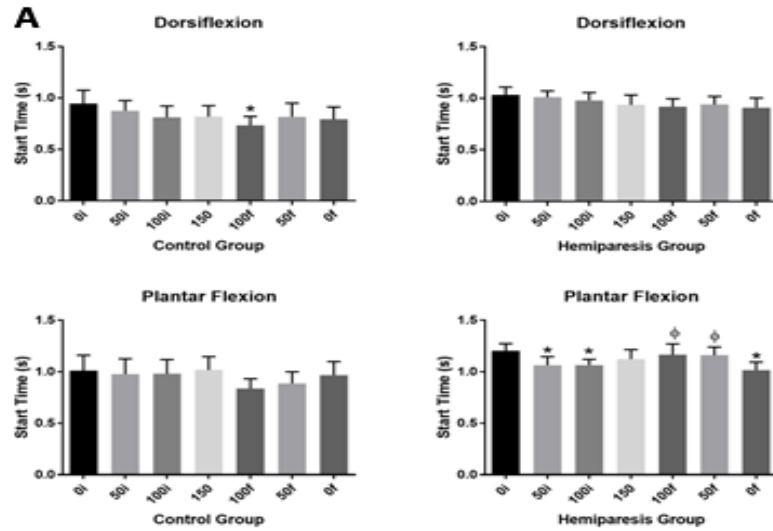 A
Dorsiflexion
Start Time (s)
1.5
1.0
0.5
0.0
*
0i
50i
100i
150
100f
50f
0f
Control Group
Dorsiflexion
Start Time (s)
1.5
1.0
0.5
0.0
0i
50i
100i
150
100f
50f
0f
Hemiparesis Group
Plantar Flexion
Start Time (s)
1.5
1.0
0.5
0.0
0i
50i
100i
150
100f
50f
0f
Control Group
Plantar Flexion
Start Time (s)
1.5
1.0
0.5
0.0
* * ϕ ϕ *
0i
50i
100i
150
100f
50f
0f
Hemiparesis Group